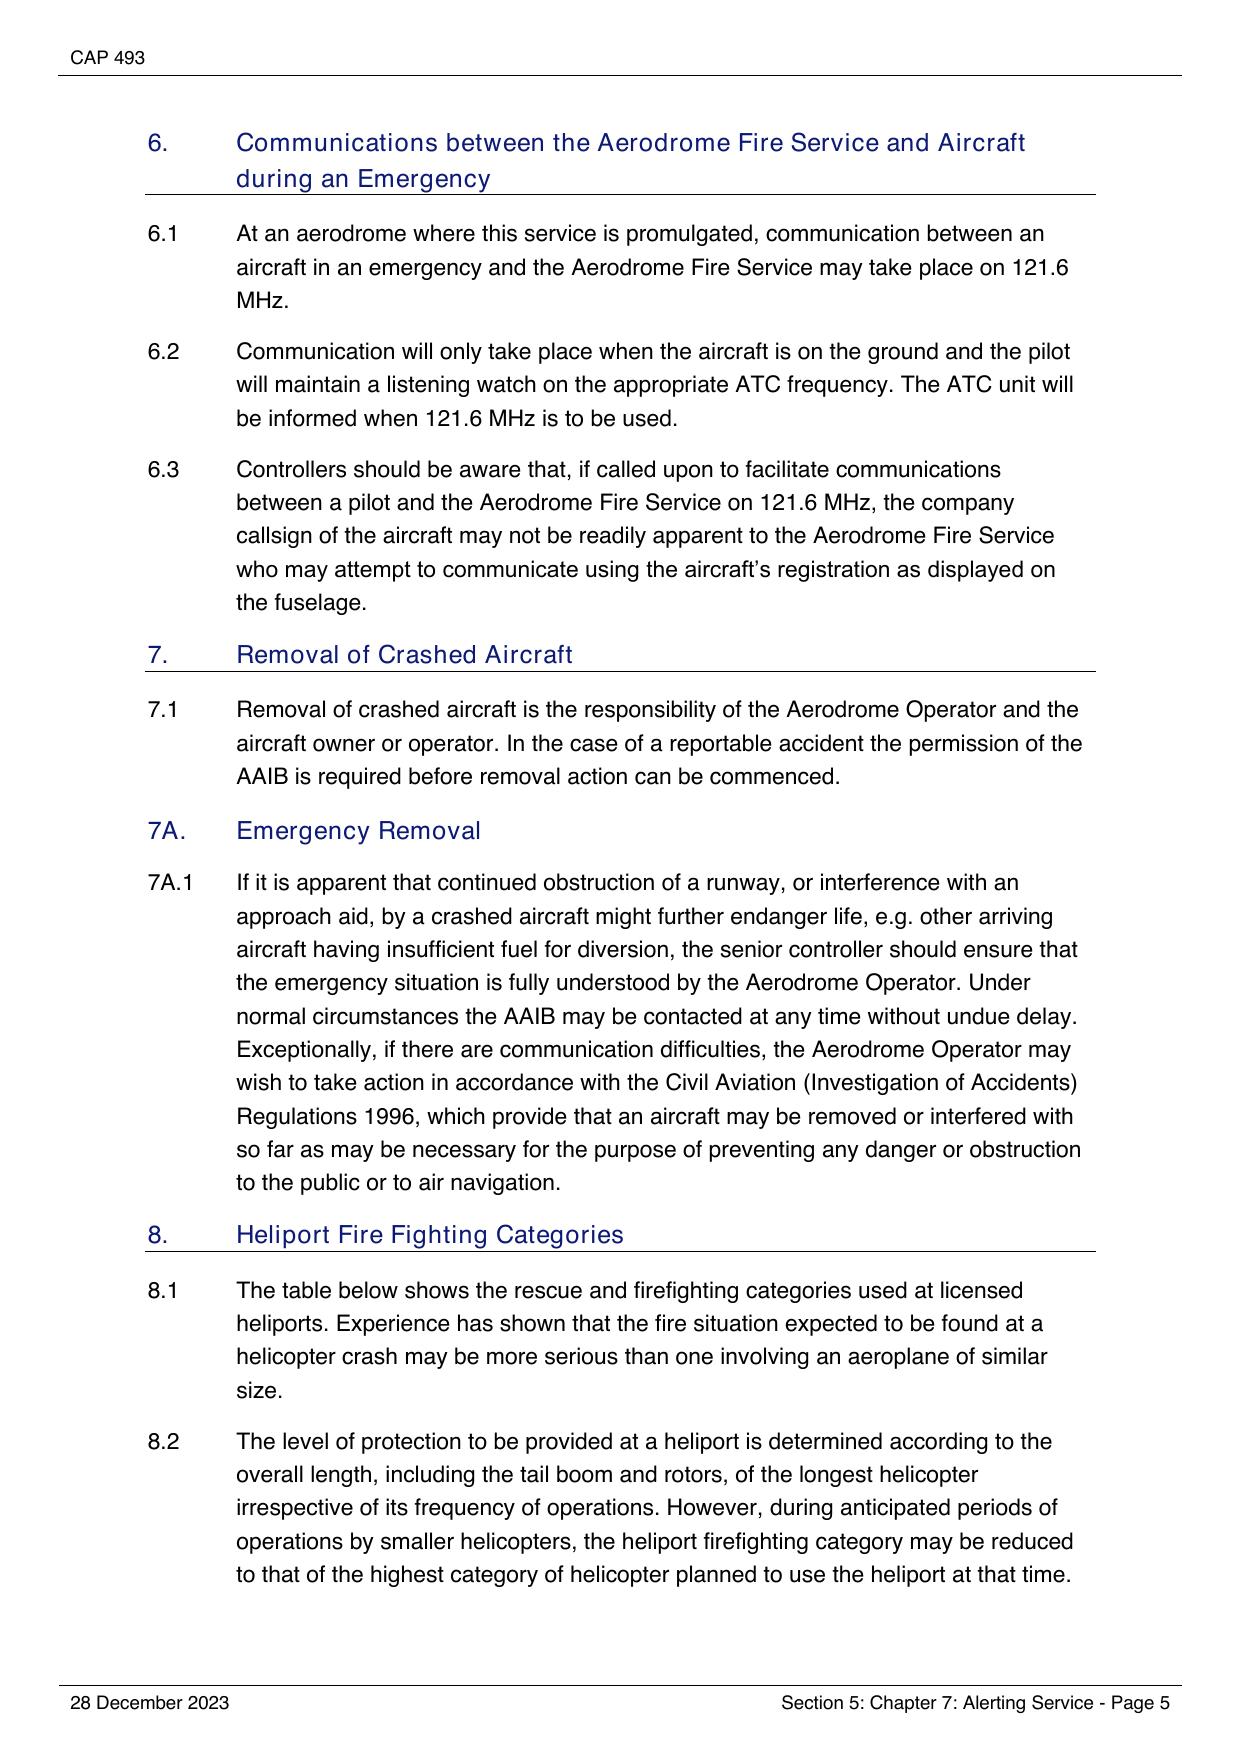 CAP 493
6. Communications between the Aerodrome Fire Service and Aircraft
during an Emergency
6.1 At an aerodrome where this service is promulgated, communication between an
aircraft in an emergency and the Aerodrome Fire Service may take place on 121.6
MHz.
6.2 Communication will only take place when the aircraft is on the ground and the pilot
will maintain a listening watch on the appropriate ATC frequency. The ATC unit will
be informed when 121.6 MHz is to be used.
6.3 Controllers should be aware that, if called upon to facilitate communications
between a pilot and the Aerodrome Fire Service on 121.6 MHz, the company
callsign of the aircraft may not be readily apparent to the Aerodrome Fire Service
who may attempt to communicate using the aircraft’s registration as displayed on
the fuselage.
7. Removal of Crashed Aircraft
7.1 Removal of crashed aircraft is the responsibility of the Aerodrome Operator and the
aircraft owner or operator. In the case of a reportable accident the permission of the
AAIB is required before removal action can be commenced.
7A. Emergency Removal
7A.1 If it is apparent that continued obstruction of a runway, or interference with an
approach aid, by a crashed aircraft might further endanger life, e.g. other arriving
aircraft having insufficient fuel for diversion, the senior controller should ensure that
the emergency situation is fully understood by the Aerodrome Operator. Under
normal circumstances the AAIB may be contacted at any time without undue delay.
Exceptionally, if there are communication difficulties, the Aerodrome Operator may
wish to take action in accordance with the Civil Aviation (Investigation of Accidents)
Regulations 1996, which provide that an aircraft may be removed or interfered with
so far as may be necessary for the purpose of preventing any danger or obstruction
to the public or to air navigation.
8. Heliport Fire Fighting Categories
8.1 The table below shows the rescue and firefighting categories used at licensed
heliports. Experience has shown that the fire situation expected to be found at a
helicopter crash may be more serious than one involving an aeroplane of similar
size.
8.2 The level of protection to be provided at a heliport is determined according to the
overall length, including the tail boom and rotors, of the longest helicopter
irrespective of its frequency of operations. However, during anticipated periods of
operations by smaller helicopters, the heliport firefighting category may be reduced
to that of the highest category of helicopter planned to use the heliport at that time.
28 December 2023 Section 5: Chapter 7: Alerting Service - Page 5